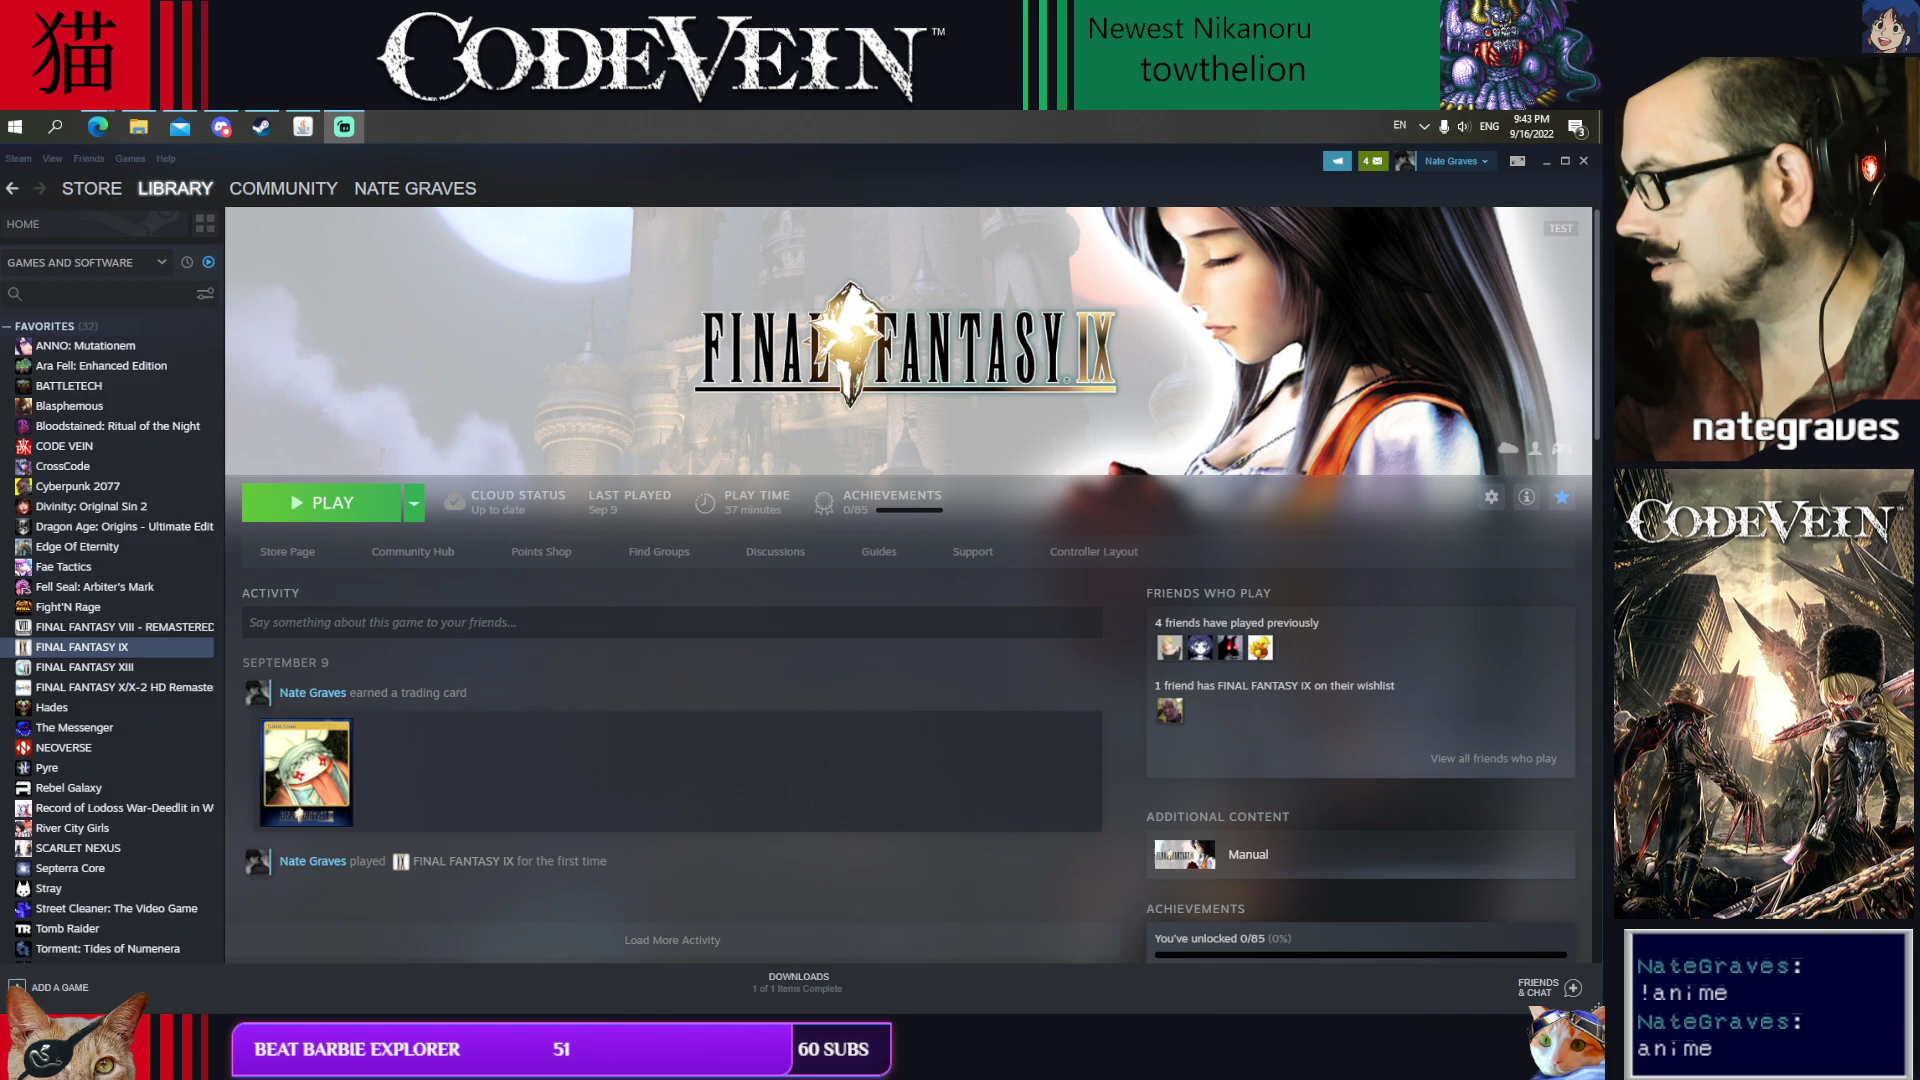 猫
CODE VEIN™
Newest Nikanoru
towthelion
EN
ENG
9:43 PM
9/16/2022
3
Steam View Friends Games Help
4
Nate Graves
STORE LIBRARY COMMUNITY NATE GRAVES
HOME
GAMES AND SOFTWARE
FAVORITES (32)
ANNO: Mutationem
Ara Fell: Enhanced Edition
BATTLETECH
Blasphemous
Bloodstained: Ritual of the Night
CODE VEIN
CrossCode
Cyberpunk 2077
Divinity: Original Sin 2
Dragon Age: Origins - Ultimate Edit
Edge Of Eternity
Fae Tactics
Fell Seal: Arbiter's Mark
Fight'N Rage
FINAL FANTASY VIII - REMASTERED
FINAL FANTASY IX
FINAL FANTASY XIII
FINAL FANTASY X/X-2 HD Remaste
Hades
The Messenger
NEOVERSE
Pyre
Rebel Galaxy
Record of Lodoss War-Deedlit in W
River City Girls
SCARLET NEXUS
Septerra Core
Stray
Street Cleaner: The Video Game
Tomb Raider
Torment: Tides of Numenera
ADD A GAME
TEST
FINAL FANTASY IX
PLAY
CLOUD STATUS
Up to date
LAST PLAYED
Sep 9
PLAY TIME
37 minutes
ACHIEVEMENTS
0/85
Store Page Community Hub Points Shop Find Groups Discussions Guides Support Controller Layout
ACTIVITY
Say something about this game to your friends...
SEPTEMBER 9
Nate Graves earned a trading card
Nate Graves played FINAL FANTASY IX for the first time
Load More Activity
FRIENDS WHO PLAY
4 friends have played previously
1 friend has FINAL FANTASY IX on their wishlist
View all friends who play
ADDITIONAL CONTENT
Manual
ACHIEVEMENTS
You've unlocked 0/85 (0%)
DOWNLOADS
1 of 1 Items Complete
FRIENDS
& CHAT
nategraves
CODE VEIN
NateGraves:
!anime
NateGraves:
anime
BEAT BARBIE EXPLORER 51 60 SUBS